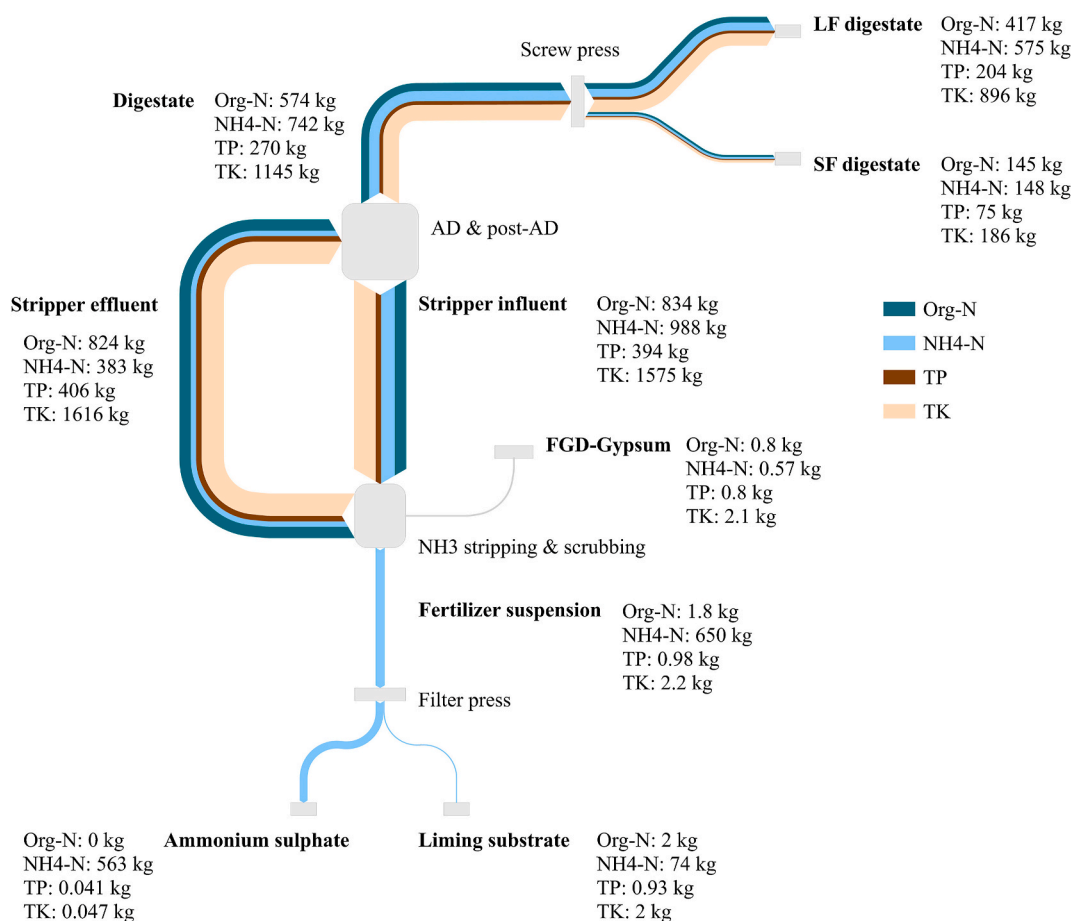 Screw press
LF digestate
Org-N: 417 kg
NH4-N: 575 kg
TP: 204 kg
TK: 896 kg
Digestate
Org-N: 574 kg
NH4-N: 742 kg
TP: 270 kg
TK: 1145 kg
SF digestate
Org-N: 145 kg
NH4-N: 148 kg
TP: 75 kg
TK: 186 kg
AD & post-AD
Stripper effluent
Org-N: 824 kg
NH4-N: 383 kg
TP: 406 kg
TK: 1616 kg
Stripper influent
Org-N: 834 kg
NH4-N: 988 kg
TP: 394 kg
TK: 1575 kg
Org-N
NH4-N
TP
TK
FGD-Gypsum
Org-N: 0.8 kg
NH4-N: 0.57 kg
TP: 0.8 kg
TK: 2.1 kg
NH3 stripping & scrubbing
Fertilizer suspension
Org-N: 1.8 kg
NH4-N: 650 kg
TP: 0.98 kg
TK: 2.2 kg
Filter press
Ammonium sulphate
Org-N: 0 kg
NH4-N: 563 kg
TP: 0.041 kg
TK: 0.047 kg
Liming substrate
Org-N: 2 kg
NH4-N: 74 kg
TP: 0.93 kg
TK: 2 kg